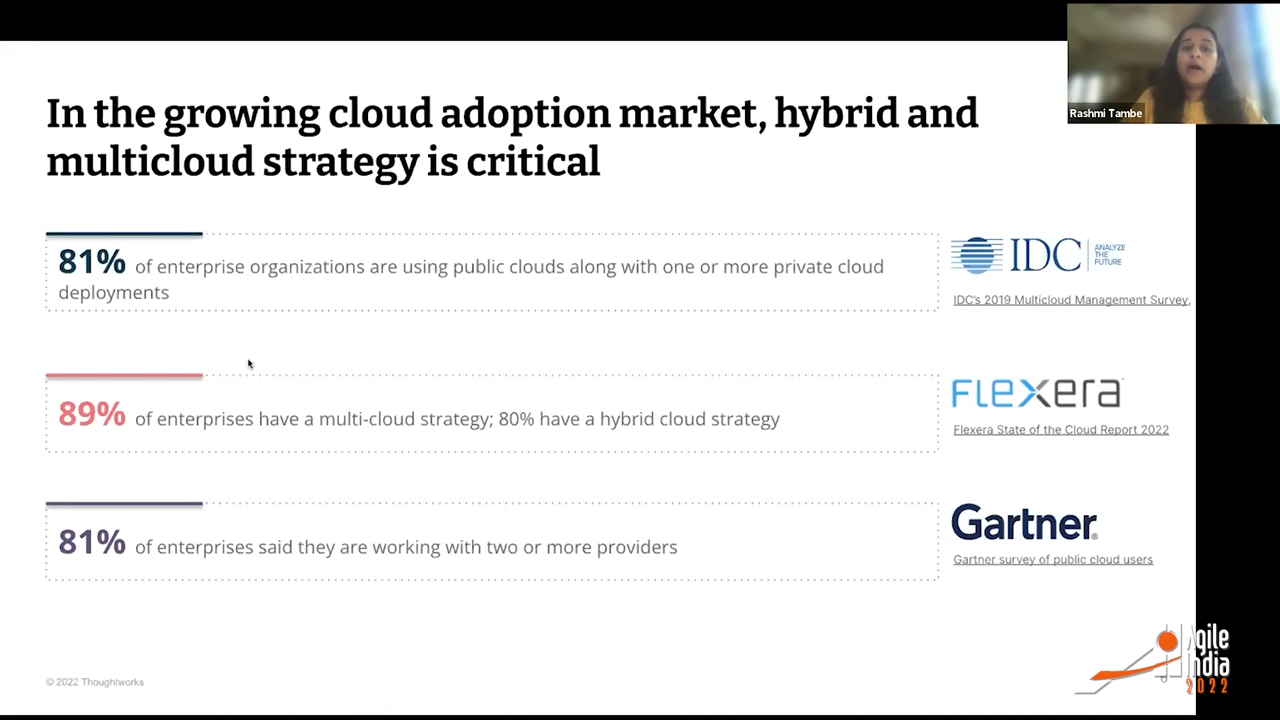 In the growing cloud adoption market, hybrid and
multicloud strategy is critical
Rashmi Tambe
81% of enterprise organizations are using public clouds along with one or more private cloud
deployments
IDC
ANALYZE
THE
FUTURE
IDC's 2019 Multicloud Management Survey,
89% of enterprises have a multi-cloud strategy; 80% have a hybrid cloud strategy
FLEXera
Flexera State of the Cloud Report 2022
81% of enterprises said they are working with two or more providers
Gartner®
Gartner survey of public cloud users
© 2022 Thoughtworks
Agile
India
2022